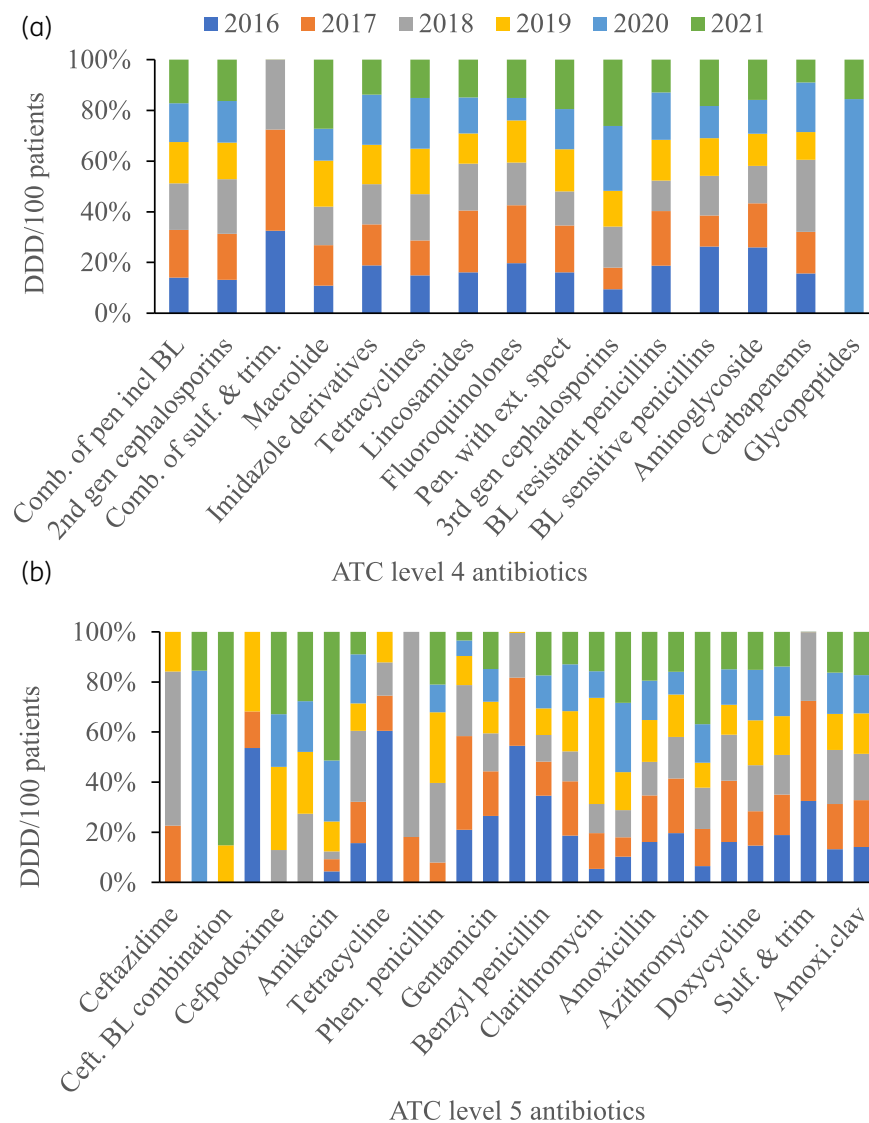 (a)
2016 2017 2018 2019 2020 2021
100%
80%
60%
40%
20%
0%
DDD/100 patients
Comb. of pen incl BL
2nd gen cephalosporins
Comb. of sulf. & trim.
Macrolide
Imidazole derivatives
Tetracyclines
Lincosamides
Fluoroquinolones
Pen. with ext. spect
3rd gen cephalosporins
BL resistant penicillins
BL sensitive penicillins
Aminoglycoside
Carbapenems
Glycopeptides
ATC level 4 antibiotics
(b)
100%
80%
60%
40%
20%
0%
DDD/100 patients
Ceftazidime
Ceft. BL combination
Cefpodoxime
Amikacin
Tetracycline
Phen. penicillin
Gentamicin
Benzyl penicillin
Clarithromycin
Amoxicillin
Azithromycin
Doxycycline
Sulf. & trim
Amoxi.clav
ATC level 5 antibiotics